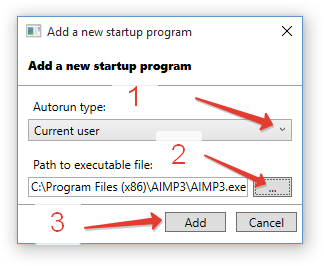 Add a new startup program
Add a new startup program
1
Autorun type:
Current user
2
Path to executable file:
C:\Program Files (x86)\AIMP3\AIMP3.exe
...
3
Add
Cancel